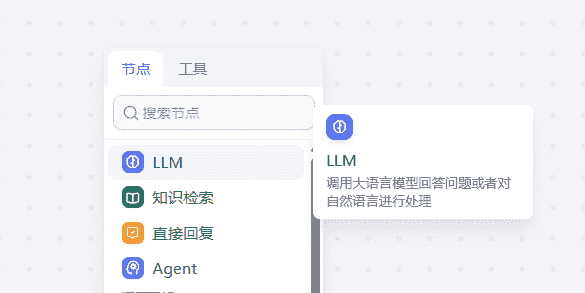 节点 工具
搜索节点
LLM
知识检索
直接回复
Agent
LLM
调用大语言模型回答问题或者对
自然语言进行处理